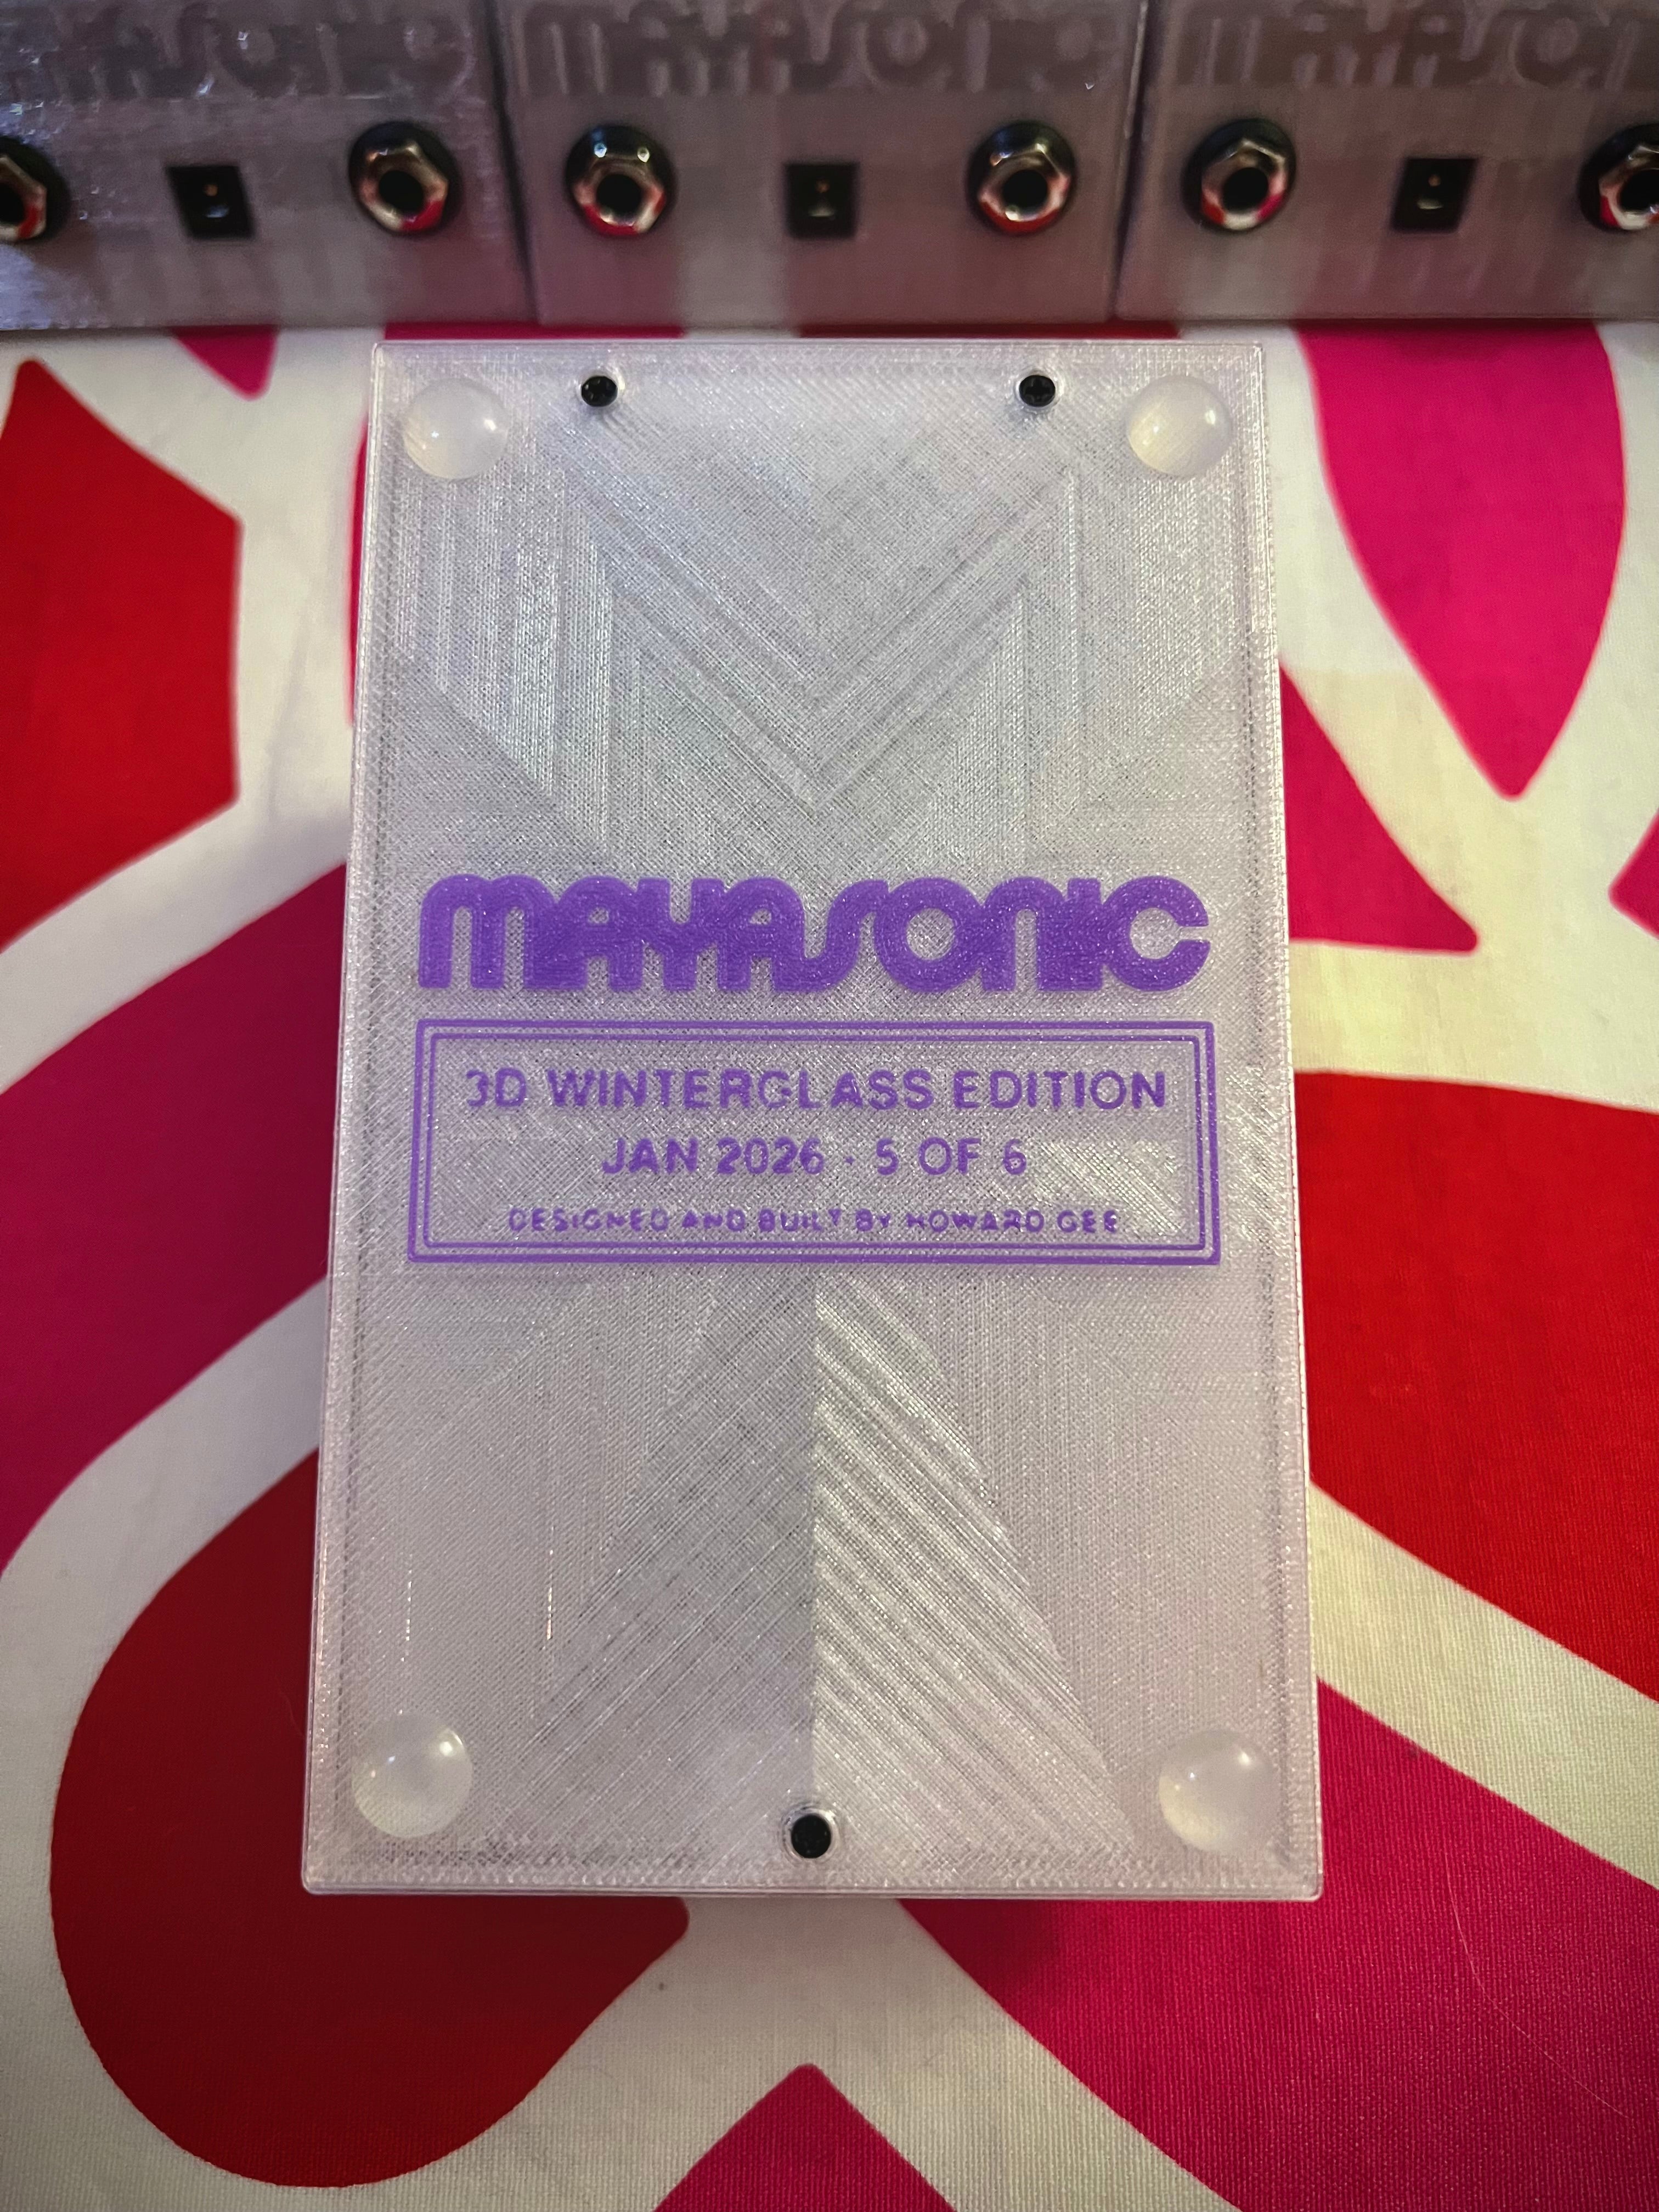 MAYASONIC
MAYASONIC
MAYASONIC
MAYASONIC
3D WINTERGLASS EDITION
JAN 2026 · 5 OF 6
DESIGNED AND BUILT BY HOWARD GEE